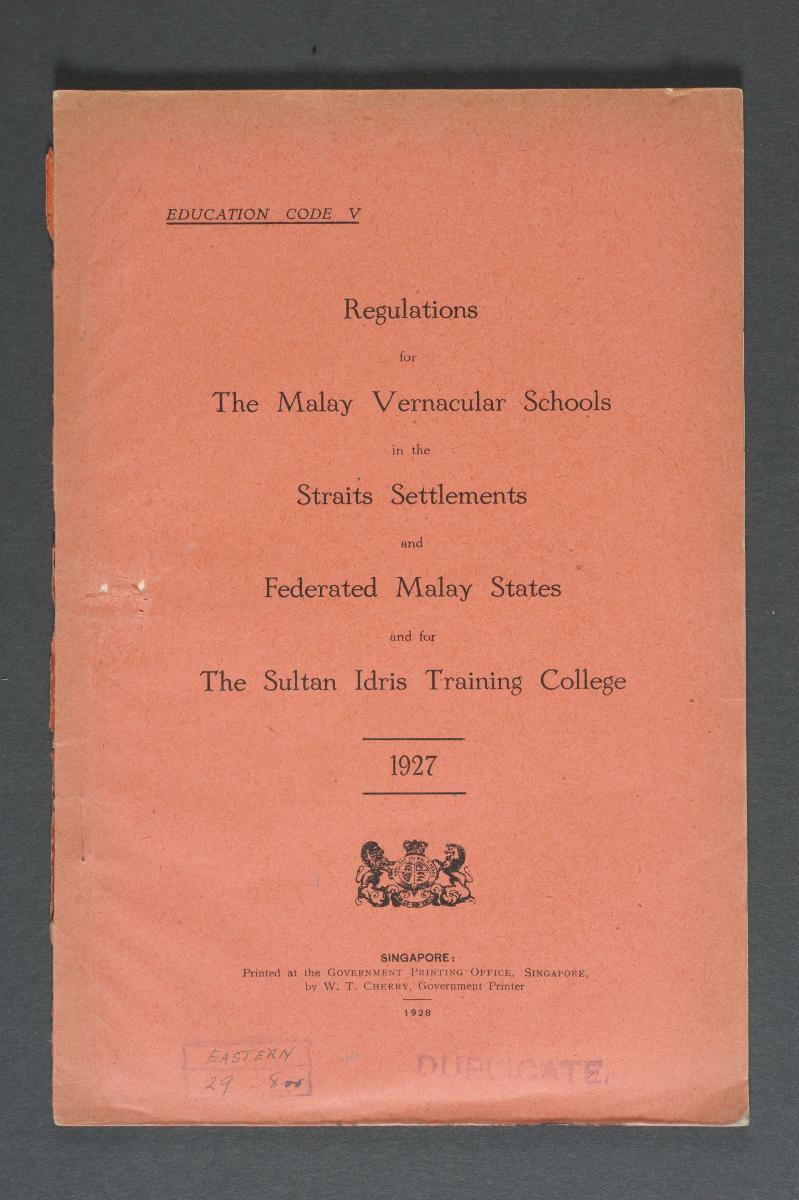 EDUCATION CODE V
Regulations
for
The Malay Vernacular Schools
in the
Straits Settlements
and
Federated Malay States
and for
The Sultan Idris Training College
1927
SINGAPORE:
Printed at the GOVERNMENT PRINTING OFFICE, SINGAPORE,
by W. T. CHERRY, Government Printer
1928
EASTERN
29
DUPLICATE.